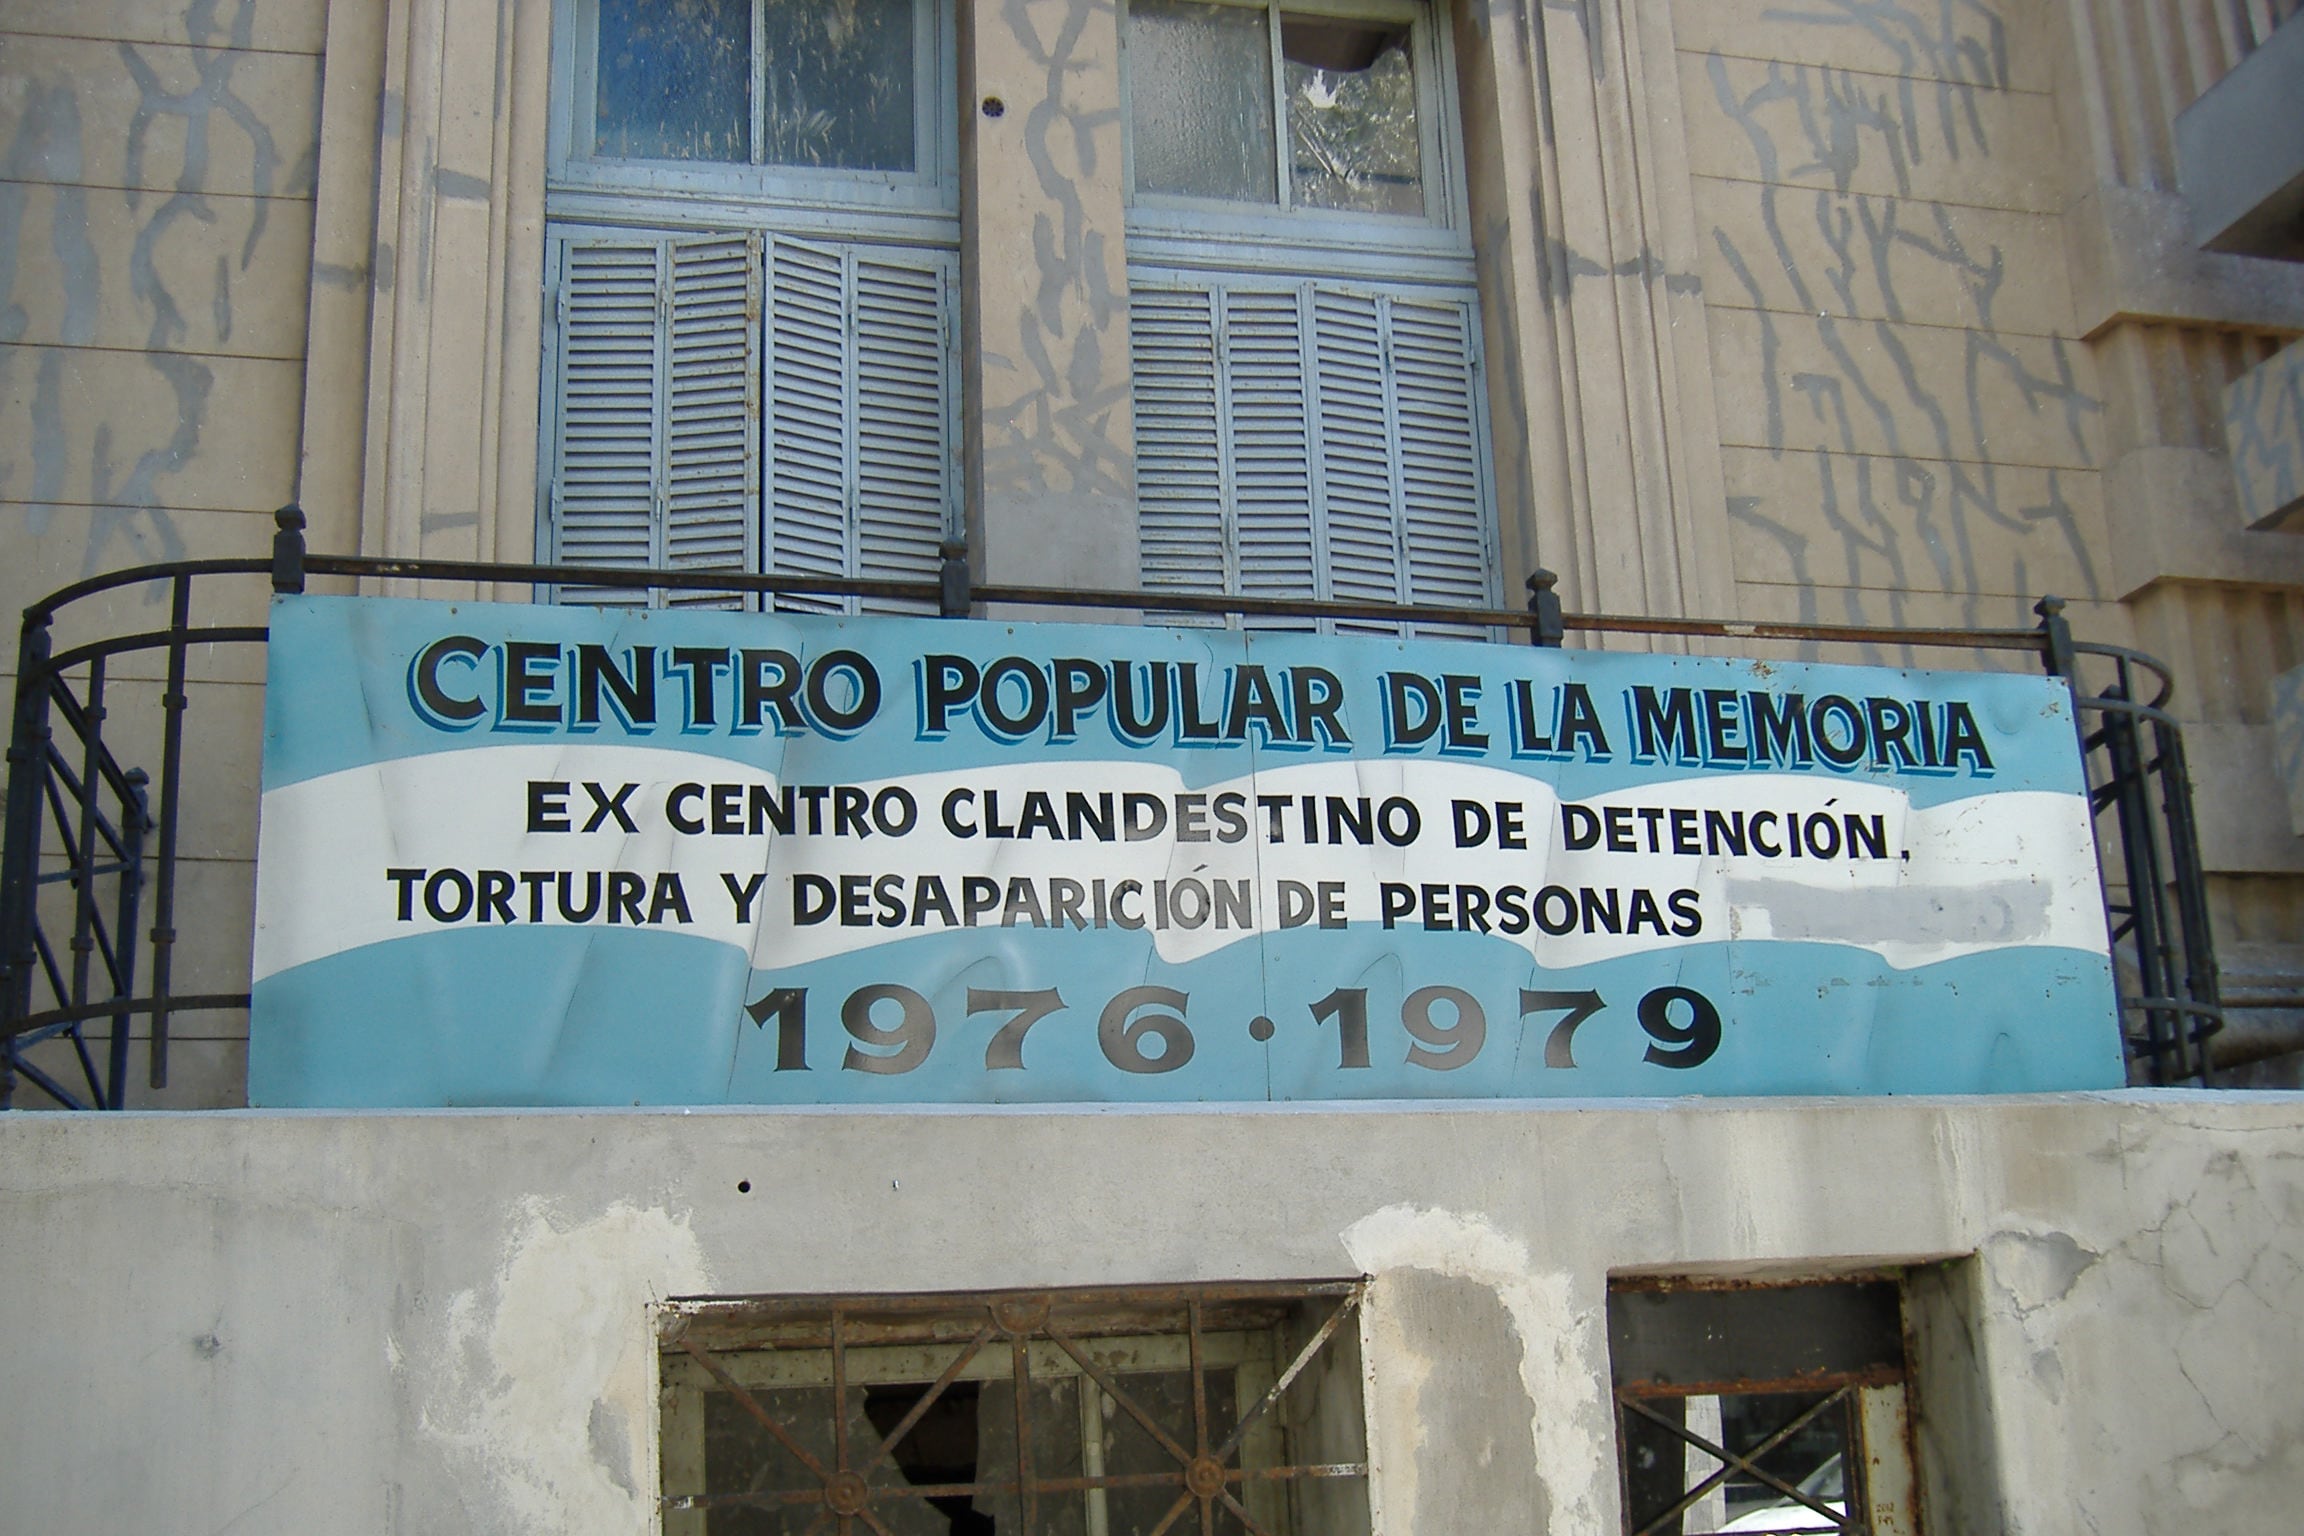 CENTRO POPULAR DE LA MEMORIA
EX CENTRO CLANDESTINO DE DETENCIÓN,
TORTURA Y DESAPARICIÓN DE PERSONAS
1976 • 1979